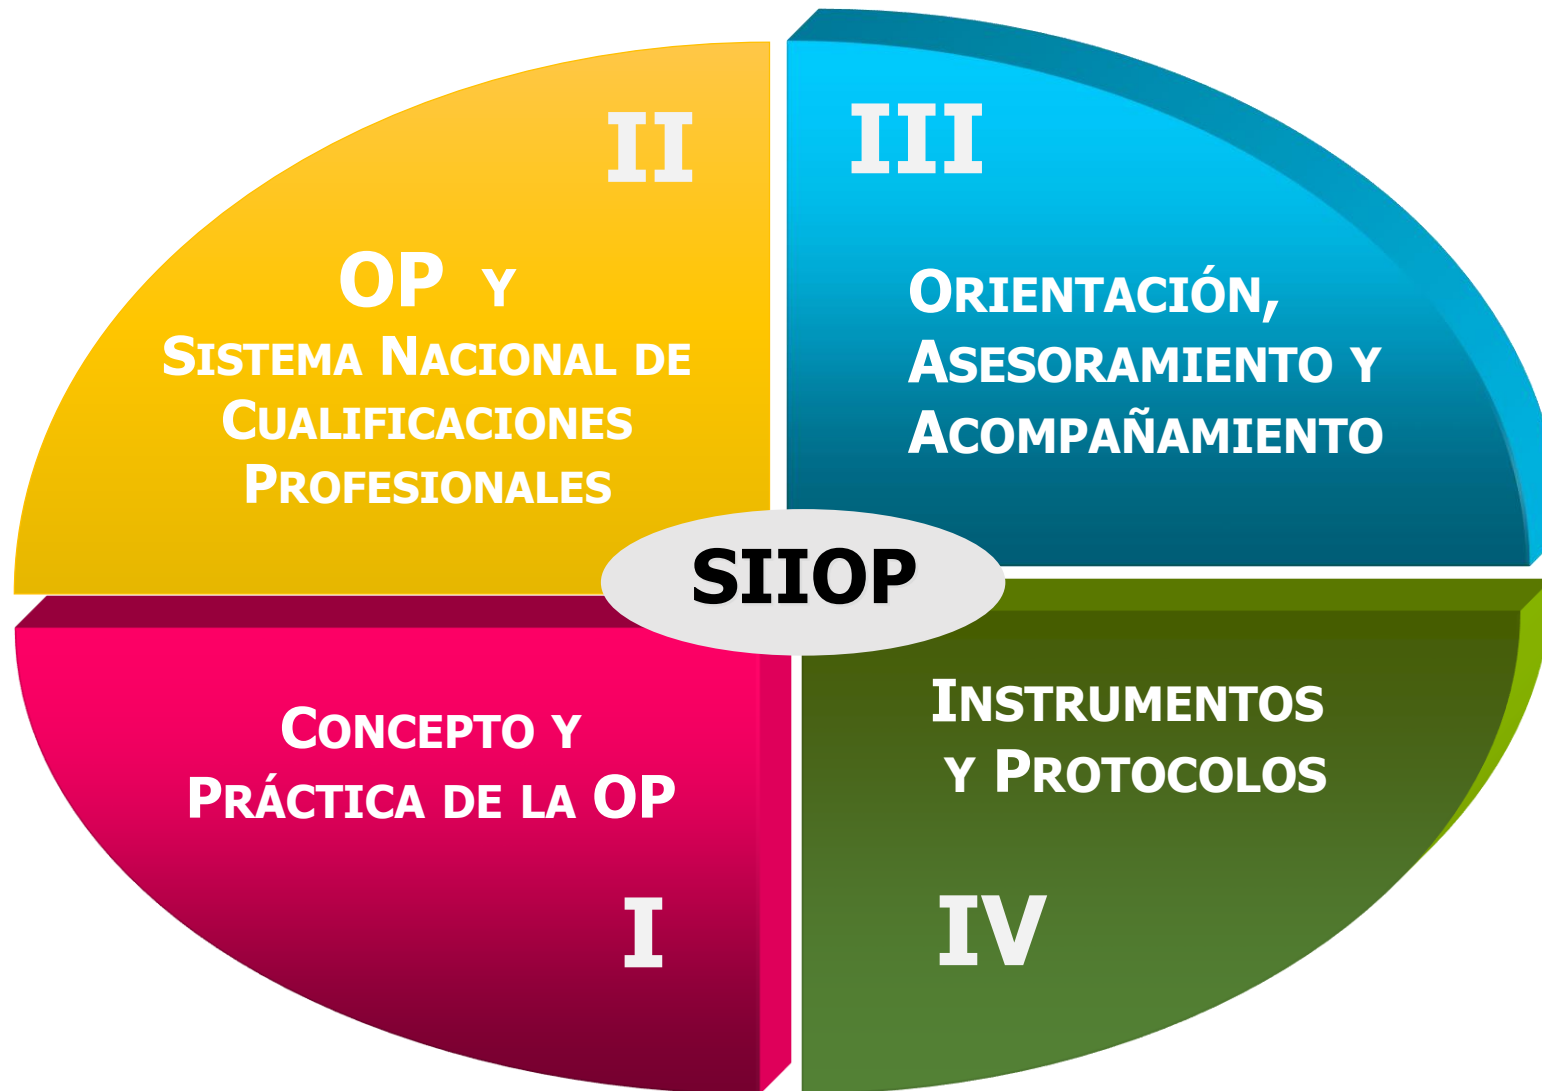 II
OP Y
SISTEMA NACIONAL DE
CUALIFICACIONES
PROFESIONALES
III
ORIENTACIÓN,
ASESORAMIENTO Y
ACOMPAÑAMIENTO
SIIOP
CONCEPTO Y
PRÁCTICA DE LA OP
I
INSTRUMENTOS
Y PROTOCOLOS
IV